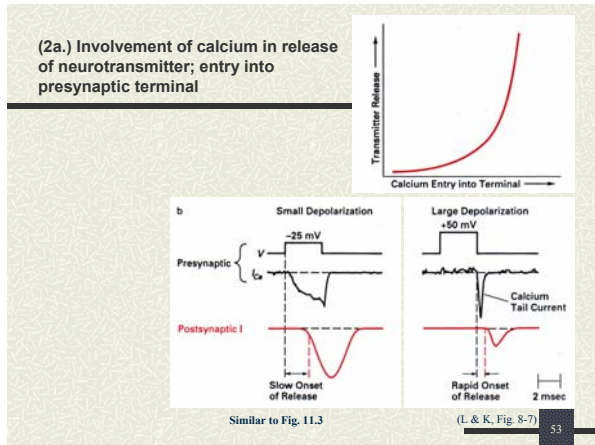 (2a.) Involvement of calcium in release
of neurotransmitter; entry into
presynaptic terminal
Transmitter Release
Calcium Entry into Terminal
b
Small Depolarization
Large Depolarization
-25 mV
+50 mV
Presynaptic
V
ICa
Calcium
Tail Current
Postsynaptic I
Slow Onset
of Release
Rapid Onset
of Release
2 msec
Similar to Fig. 11.3
(L & K, Fig. 8-7)
53